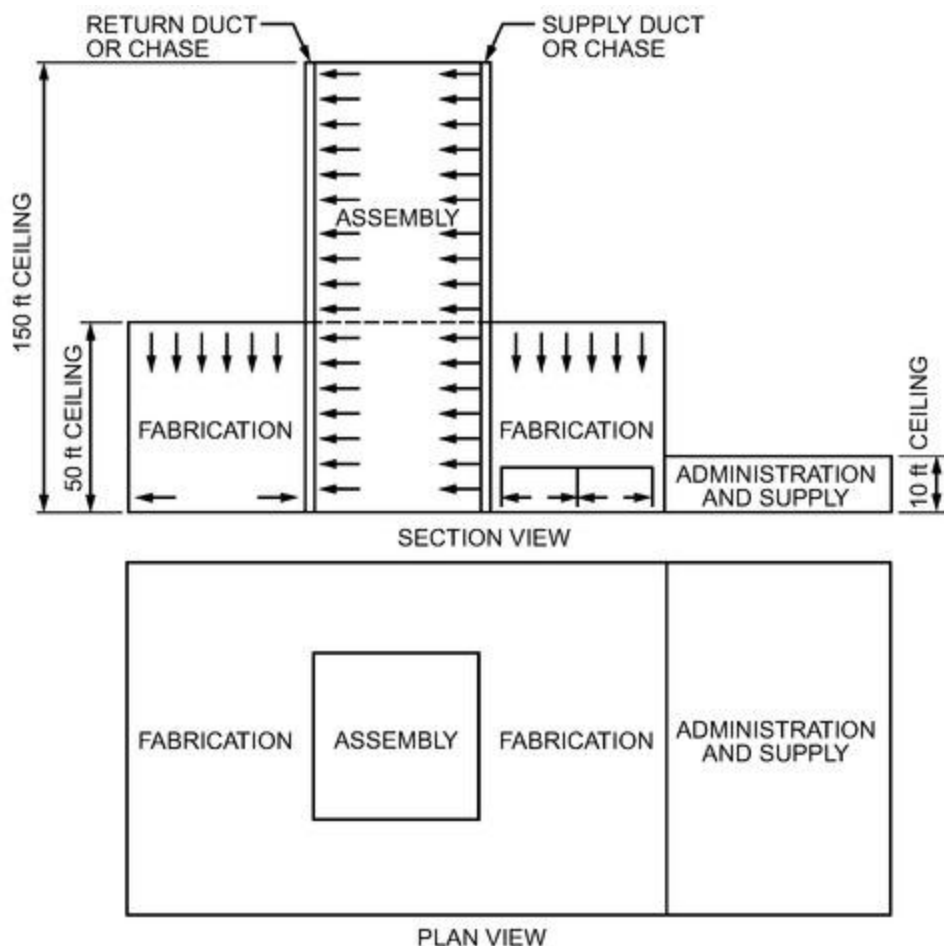 RETURN DUCT
OR CHASE
SUPPLY DUCT
OR CHASE
150 ft CEILING
ASSEMBLY
50 ft CEILING
FABRICATION
FABRICATION
10 ft CEILING
ADMINISTRATION
AND SUPPLY
SECTION VIEW
FABRICATION
ASSEMBLY
FABRICATION
ADMINISTRATION
AND SUPPLY
PLAN VIEW